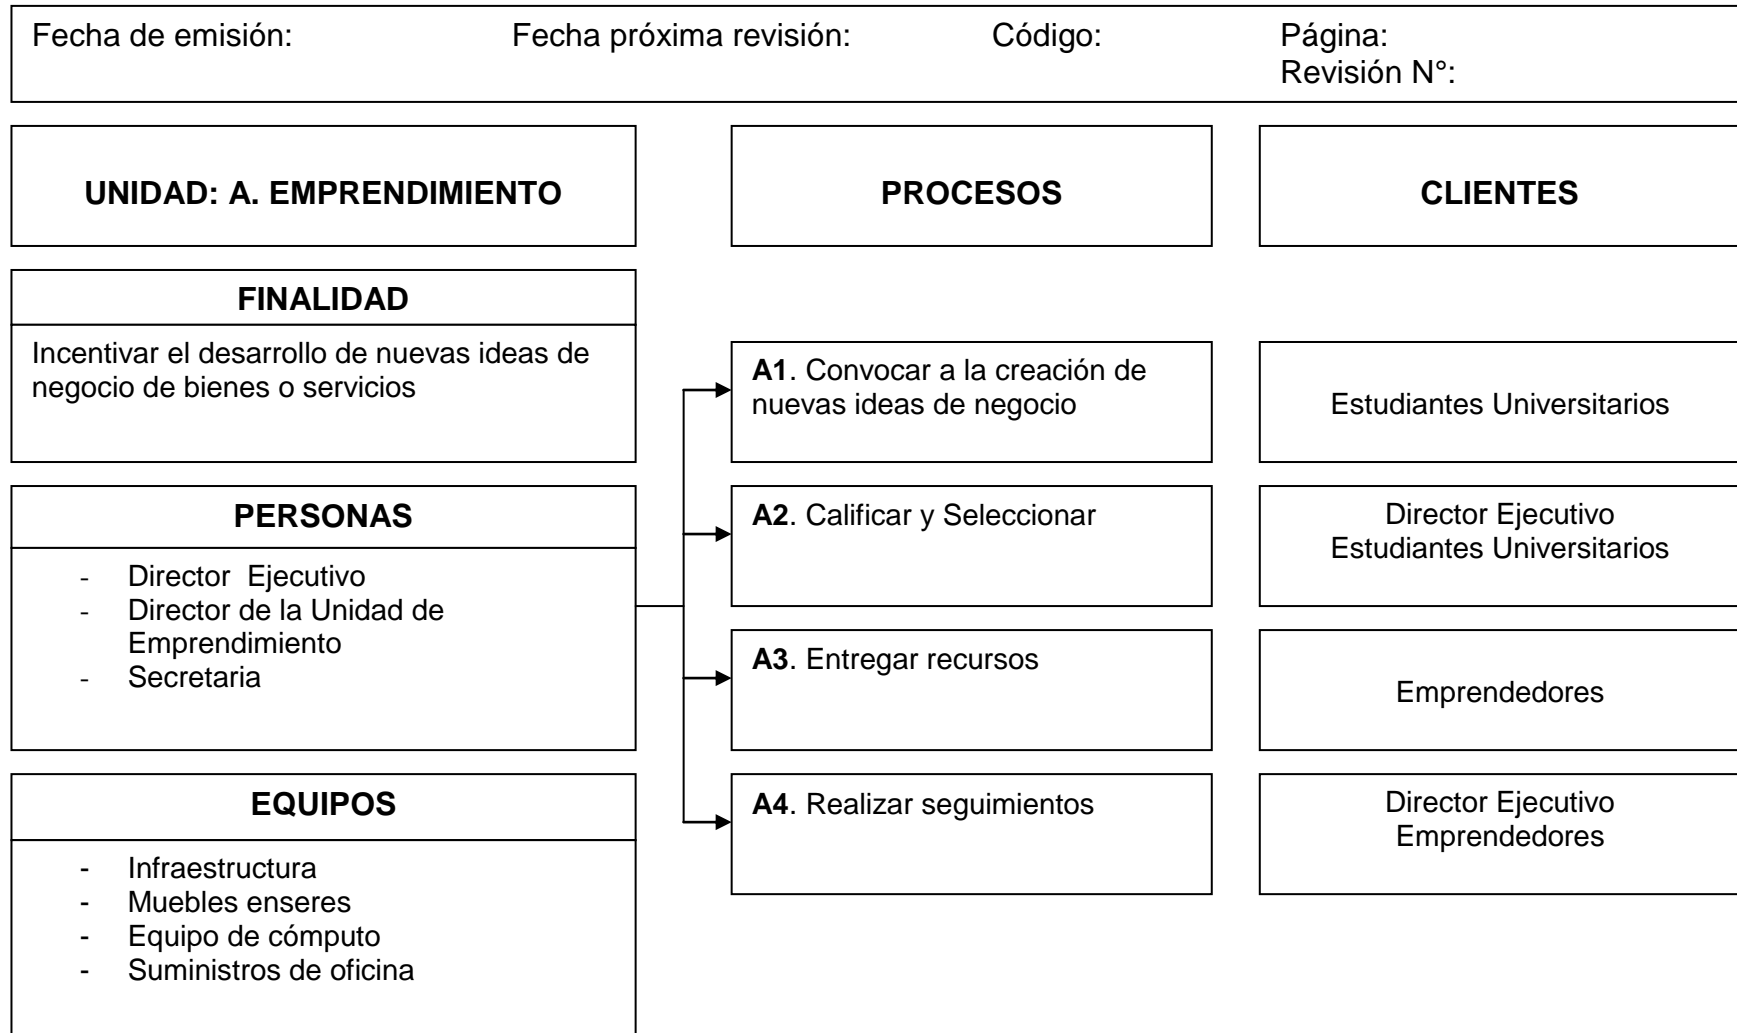 Fecha de emisión: Fecha próxima revisión: Código: Página:
Revisión N°:
UNIDAD: A. EMPRENDIMIENTO
PROCESOS
CLIENTES
FINALIDAD
Incentivar el desarrollo de nuevas ideas de
negocio de bienes o servicios
PERSONAS
- Director Ejecutivo
- Director de la Unidad de
Emprendimiento
- Secretaria
EQUIPOS
- Infraestructura
- Muebles enseres
- Equipo de cómputo
- Suministros de oficina
A1. Convocar a la creación de
nuevas ideas de negocio
Estudiantes Universitarios
A2. Calificar y Seleccionar
Director Ejecutivo
Estudiantes Universitarios
A3. Entregar recursos
Emprendedores
A4. Realizar seguimientos
Director Ejecutivo
Emprendedores